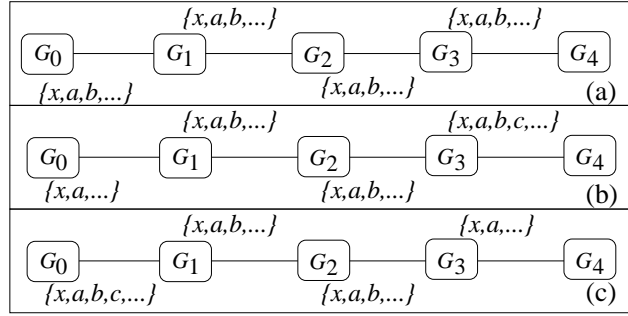 {x,a,b,...} {x,a,b,...}
G0 G1 G2 G3 G4
{x,a,b,...} {x,a,b,...} (a)
{x,a,b,...} {x,a,b,c,...}
G0 G1 G2 G3 G4
{x,a,...} {x,a,b,...} (b)
{x,a,b,...} {x,a,...}
G0 G1 G2 G3 G4
{x,a,b,c,...} {x,a,b,...} (c)